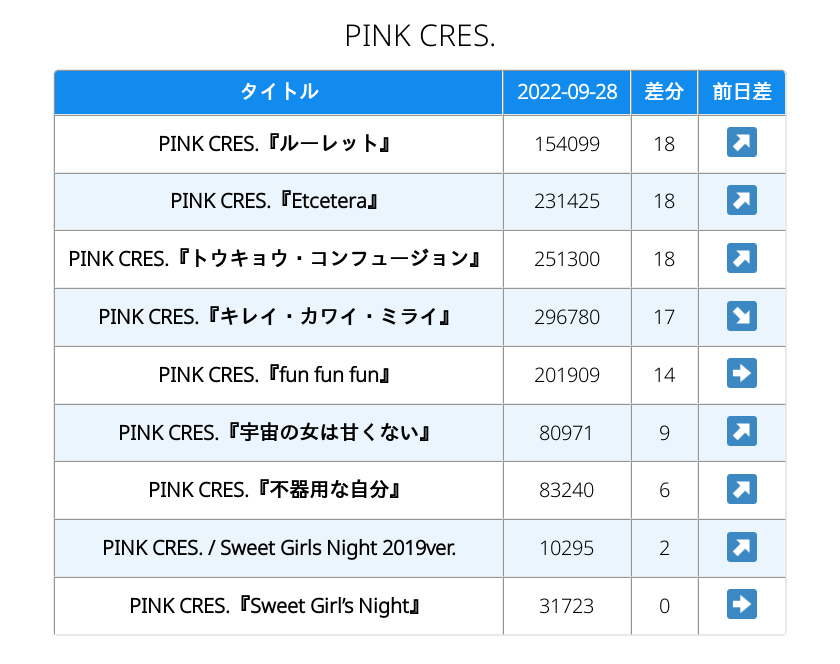 PINK CRES.
タイトル 2022-09-28 差分 前日差
PINK CRES.『ルーレット』 154099 18
PINK CRES.『Etcetera』 231425 18
PINK CRES.『トウキョウ・コンフュージョン』 251300 18
PINK CRES.『キレイ・カワイ・ミライ』 296780 17
PINK CRES.『fun fun fun』 201909 14
PINK CRES.『宇宙の女は甘くない』 80971 9
PINK CRES.『不器用な自分』 83240 6
PINK CRES. / Sweet Girls Night 2019ver. 10295 2
PINK CRES.『Sweet Girl’s Night』 31723 0